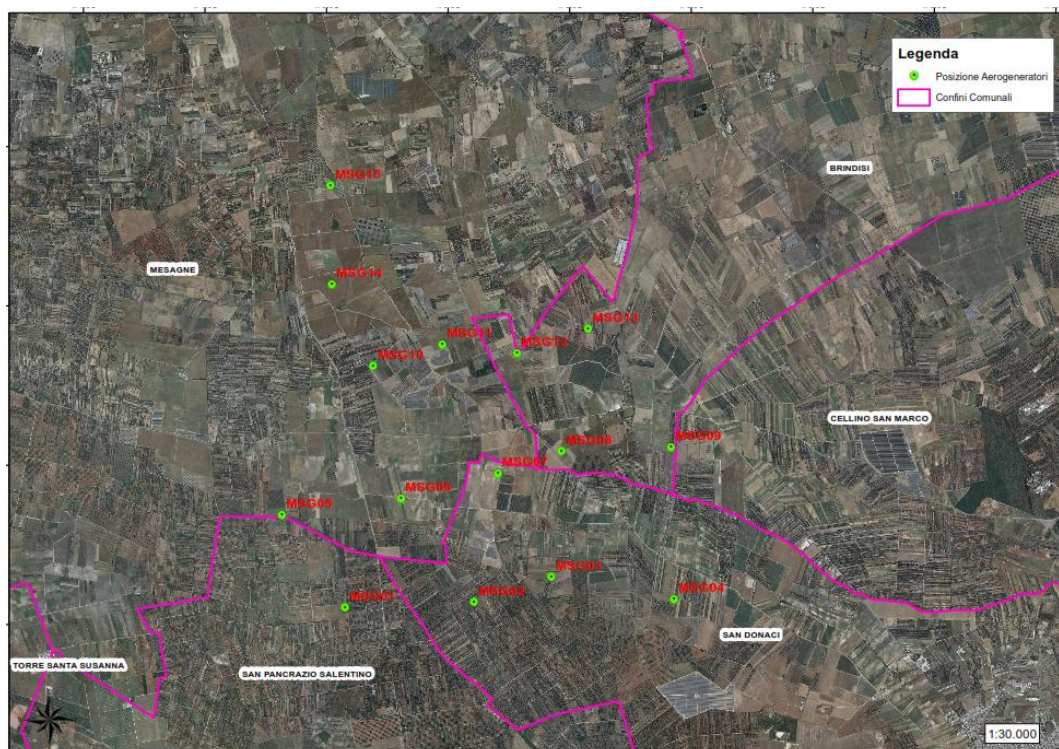 Legenda
Posizione Aerogeneratori
Confini Comunali
BRINDISI
MSG15
MESAGNE
MSG14
MSG13
MSG11
MSG12
MSG10
CELLINO SAN MARCO
MSG09
MSG08
MSG07
MSG06
MSG05
MSG03
MSG04
MSG02
MSG01
SAN DONACI
TORRE SANTA SUSANNA
SAN PANCRAZIO SALENTINO
1:30.000